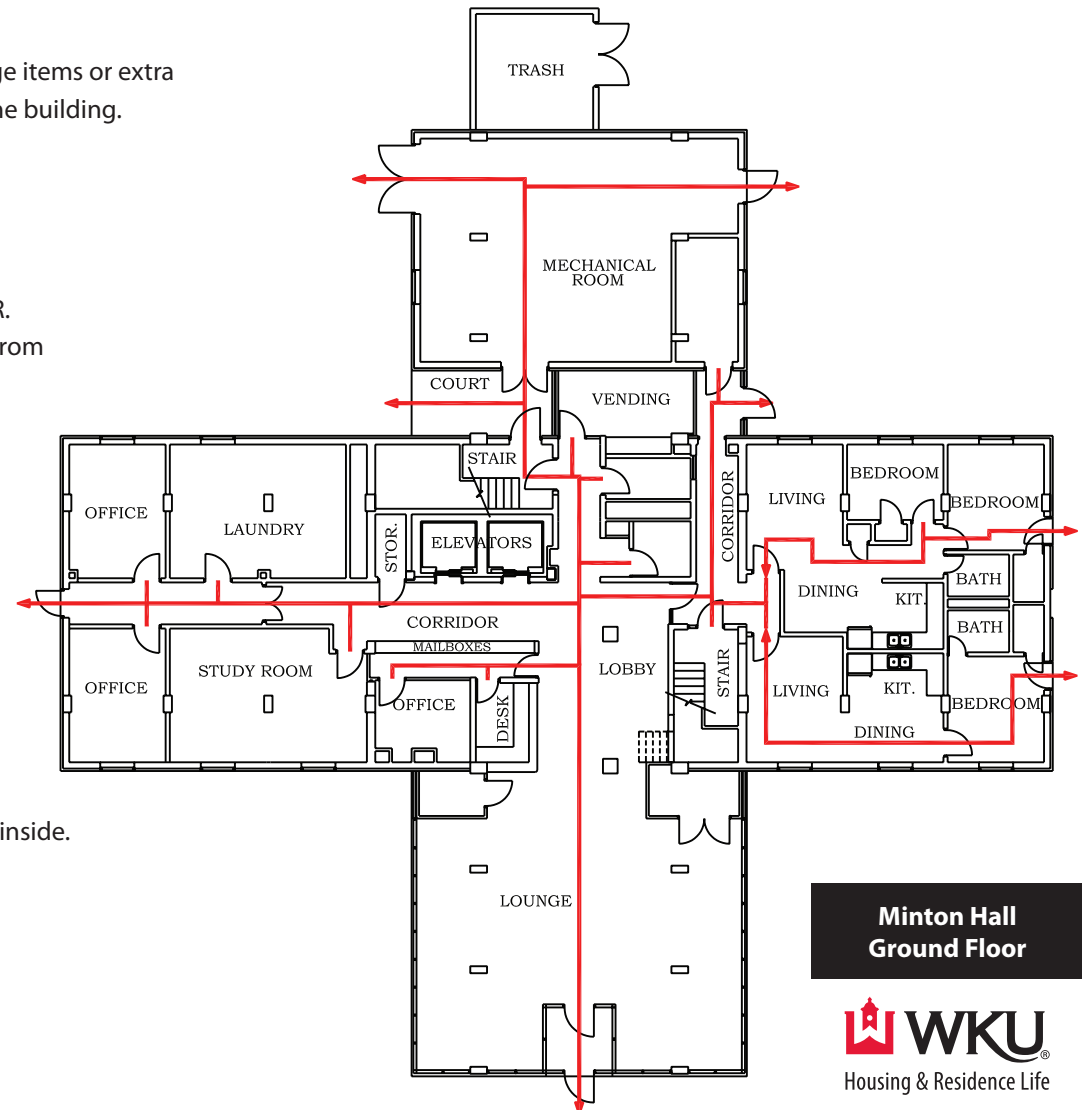 ge items or extra
he building.
R.
rom
inside.
TRASH
MECHANICAL
ROOM
COURT
VENDING
STAIR
OFFICE
LAUNDRY
STOR.
ELEVATORS
CORRIDOR
LIVING
BEDROOM
BEDROOM
DINING
BATH
KIT.
CORRIDOR
MAILBOXES
BATH
OFFICE
STUDY ROOM
OFFICE
DESK
LOBBY
STAIR
LIVING
KIT.
BEDROOM
DINING
LOUNGE
Minton Hall
Ground Floor
WKU®
Housing & Residence Life